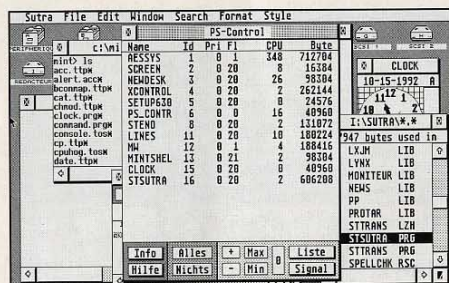 Sutra File Edit Window Search Format Style
PS-Control
Name Id Pri Fl CPU Byte
AESSYS 1 0 1 348 712704
SCREEN 2 0 20 8 16384
NEWDESK 3 0 20 26 98304
XCONTROL 4 0 20 2 262144
SETUP630 5 0 20 0 24576
PS_CONTR 6 0 0 16 40960
STENO 8 0 20 2 131072
LINES 11 0 20 10 180224
MW 12 0 1 4 188416
MINTSHEL 13 0 21 2 98304
CLOCK 15 0 20 0 40960
STSUTRA 16 0 20 2 606208
Info Alles + Max 0 Liste
Hilfe Nichts - Min Signal
c:\mi
mint> ls
acc.ttp*
alert.acc*
bconmap.ttp*
cat.ttp*
chmod.ttp*
clock.prg*
command.prg*
console.tos*
cp.ttp*
cpuhog.tos*
date.ttp*
SCSI 1
CLOCK
10-15-1992 A
I:\SUTRA\*.*
7947 bytes used in
LXJM LIB
LYNX LIB
MONITEUR LIB
NEWS LIB
PP LIB
PROTAR LIB
STTRANS LZH
STSUTRA PRG
STTRANS PRG
SPELLCHK RSC